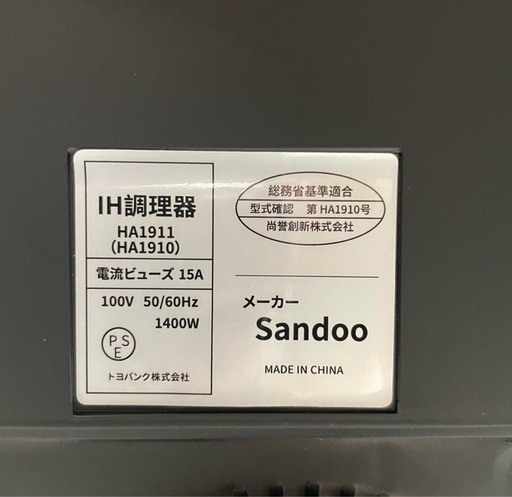 IH調理器
HA1911
(HA1910)
電流ビューズ 15A
100V 50/60Hz
1400W
PSE
トヨバンク株式会社
総務省基準適合
型式確認 第 HA1910号
尚誉創新株式会社
メーカー
Sandoo
MADE IN CHINA